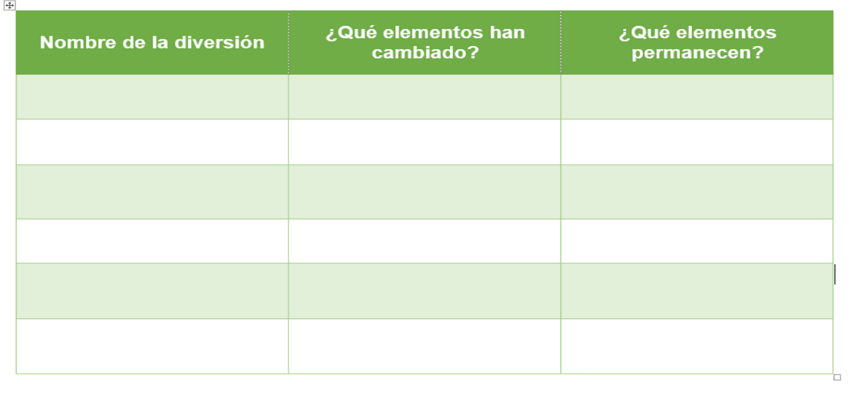 Nombre de la diversión
¿Qué elementos han
cambiado?
¿Qué elementos
permanecen?